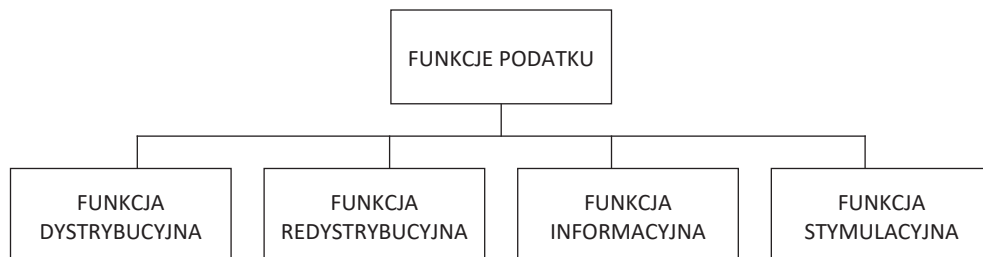 FUNKCJE PODATKU
FUNKCJA
DYSTRYBUCYJNA
FUNKCJA
REDYSTRYBUCYJNA
FUNKCJA
INFORMACYJNA
FUNKCJA
STYMULACYJNA